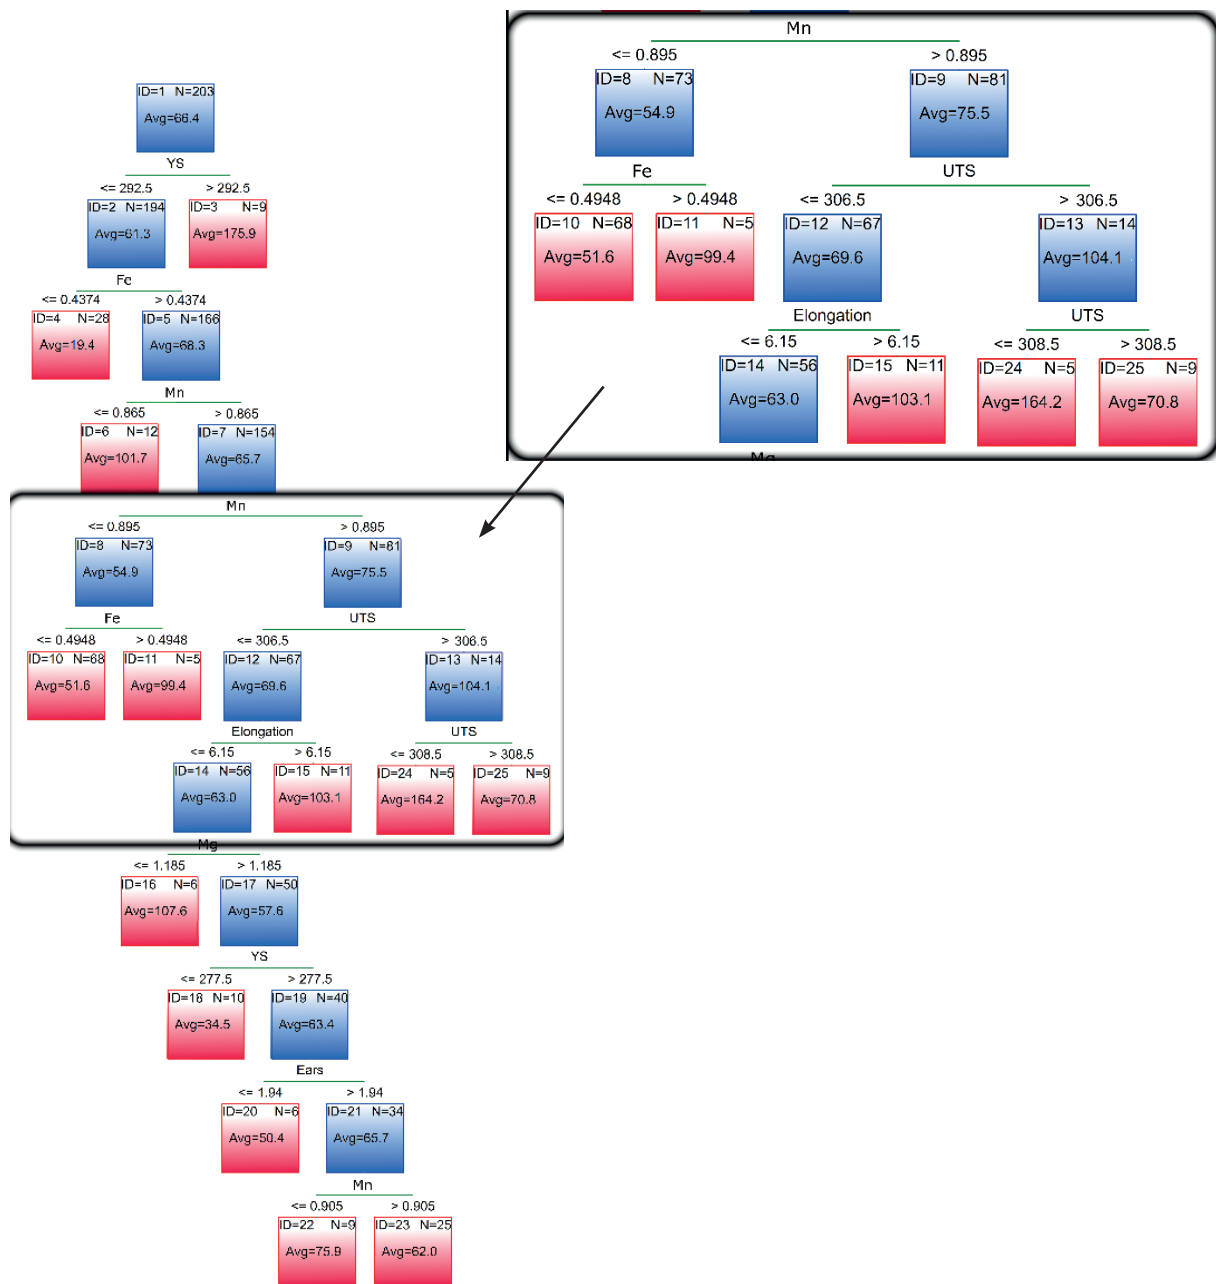 ID=1 N=203
Avg=66.4
YS
<= 292.5 > 292.5
ID=2 N=194 ID=3 N=9
Avg=61.3 Avg=175.9
Fe
<= 0.4374 > 0.4374
ID=4 N=28 ID=5 N=166
Avg=19.4 Avg=68.3
Mn
<= 0.865 > 0.865
ID=6 N=12 ID=7 N=154
Avg=101.7 Avg=65.7
Mn
<= 0.895 > 0.895
ID=8 N=73 ID=9 N=81
Avg=54.9 Avg=75.5
Fe UTS
<= 0.4948 > 0.4948 <= 306.5 > 306.5
ID=10 N=68 ID=11 N=5 ID=12 N=67 ID=13 N=14
Avg=51.6 Avg=99.4 Avg=69.6 Avg=104.1
Elongation UTS
<= 6.15 > 6.15 <= 308.5 > 308.5
ID=14 N=56 ID=15 N=11 ID=24 N=5 ID=25 N=9
Avg=63.0 Avg=103.1 Avg=164.2 Avg=70.8
Mg
<= 1.185 > 1.185
ID=16 N=6 ID=17 N=50
Avg=107.6 Avg=57.6
YS
<= 277.5 > 277.5
ID=18 N=10 ID=19 N=40
Avg=34.5 Avg=63.4
Ears
<= 1.94 > 1.94
ID=20 N=6 ID=21 N=34
Avg=50.4 Avg=65.7
Mn
<= 0.905 > 0.905
ID=22 N=9 ID=23 N=25
Avg=75.9 Avg=62.0
Mn
<= 0.895 > 0.895
ID=8 N=73 ID=9 N=81
Avg=54.9 Avg=75.5
Fe UTS
<= 0.4948 > 0.4948 <= 306.5 > 306.5
ID=10 N=68 ID=11 N=5 ID=12 N=67 ID=13 N=14
Avg=51.6 Avg=99.4 Avg=69.6 Avg=104.1
Elongation UTS
<= 6.15 > 6.15 <= 308.5 > 308.5
ID=14 N=56 ID=15 N=11 ID=24 N=5 ID=25 N=9
Avg=63.0 Avg=103.1 Avg=164.2 Avg=70.8
Mg